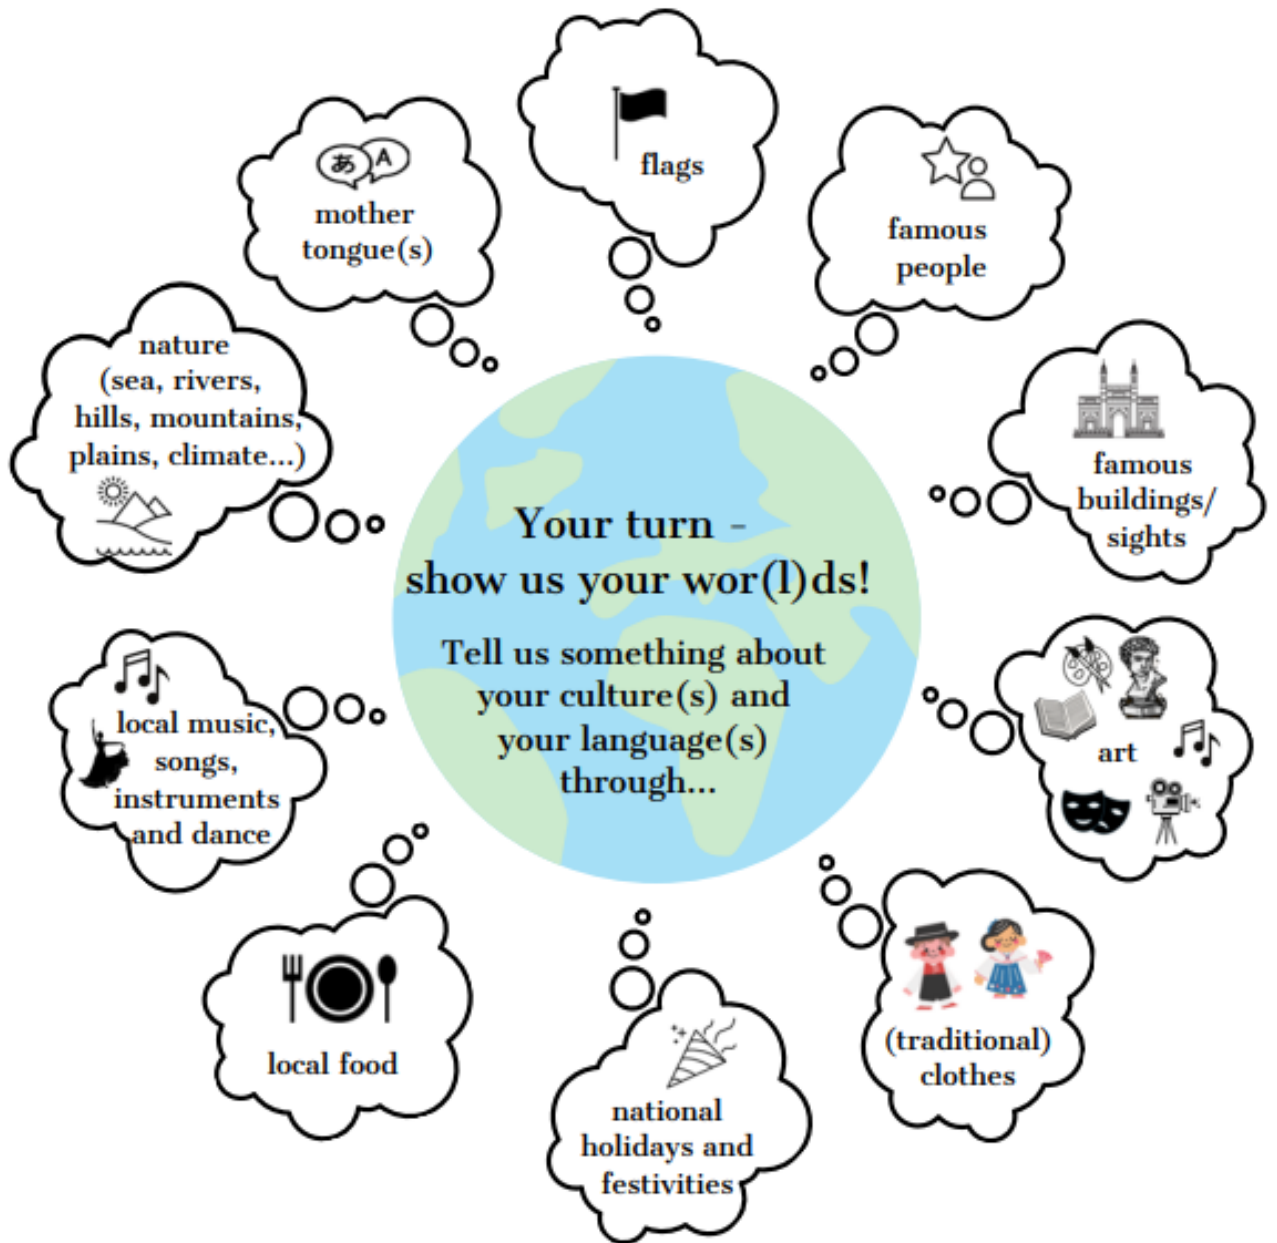 flags
famous
people
famous
buildings/
sights
art
(traditional)
clothes
national
holidays and
festivities
local food
local music,
songs,
instruments
and dance
nature
(sea, rivers,
hills, mountains,
plains, climate...)
あ A
mother
tongue(s)
Your turn -
show us your wor(l)ds!
Tell us something about
your culture(s) and
your language(s)
through...